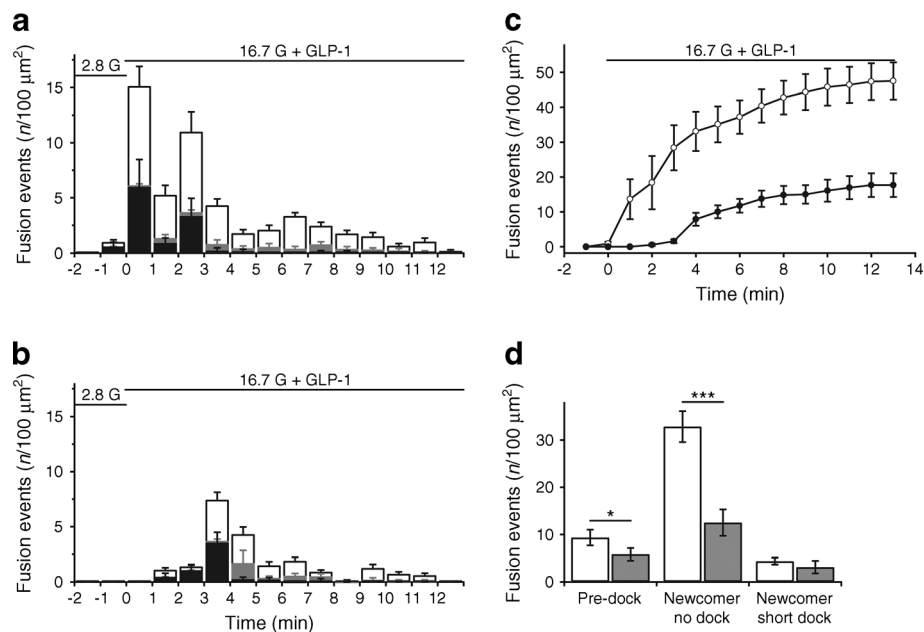 a
16.7 G + GLP-1
2.8 G
Fusion events (n/100 µm²)
15
10
5
0
-2 -1 0 1 2 3 4 5 6 7 8 9 10 11 12
b
16.7 G + GLP-1
2.8 G
Fusion events (n/100 µm²)
15
10
5
0
-2 -1 0 1 2 3 4 5 6 7 8 9 10 11 12
Time (min)
c
16.7 G + GLP-1
Fusion events (n/100 µm²)
50
40
30
20
10
0
-2 0 2 4 6 8 10 12 14
Time (min)
d
Fusion events (n/100 µm²)
30
20
10
0
*
***
Pre-dock Newcomer Newcomer
no dock short dock